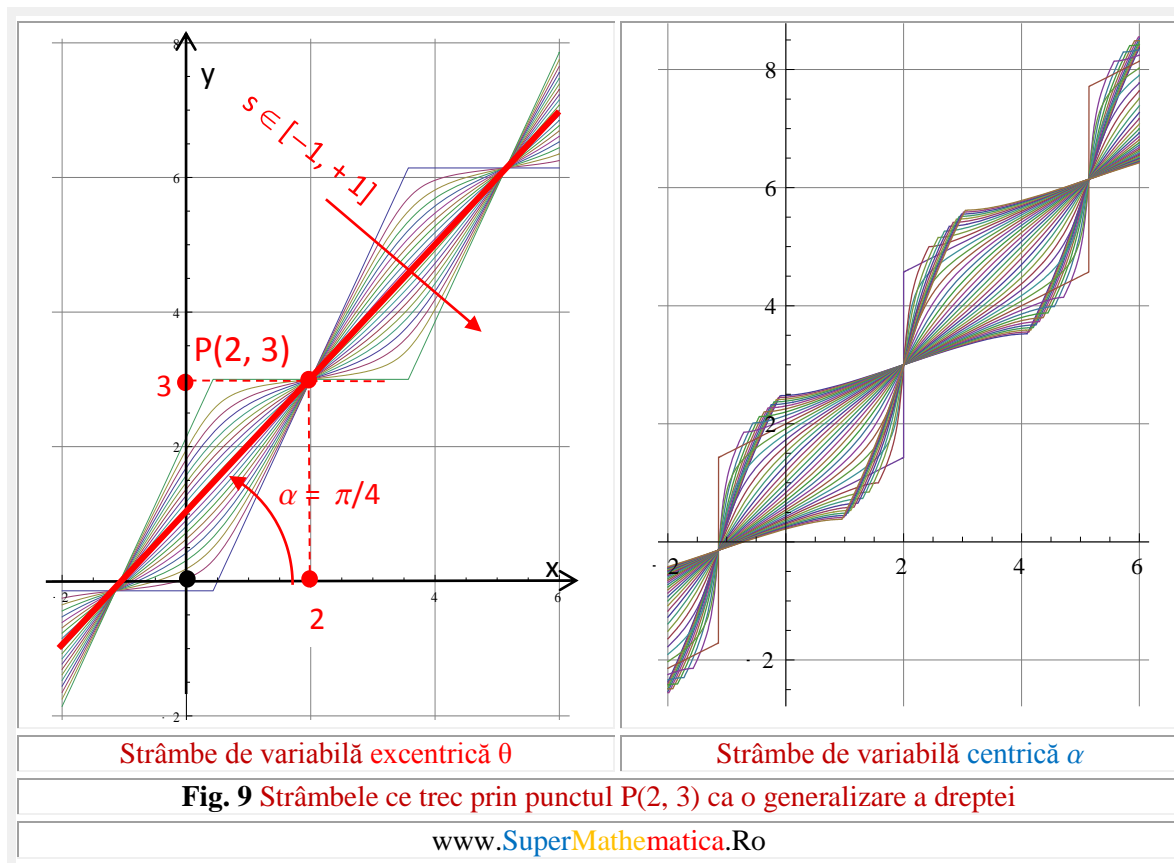 8
y
s ∈ [−1, +1]
6
4
P(2, 3)
3
2
α = π/4
x
2
4
6
2
2
8
6
4
2
2
2
4
6
2
Strâmbe de variabilă excentrică θ
Strâmbe de variabilă centrică α
Fig. 9 Strâmbele ce trec prin punctul P(2, 3) ca o generalizare a dreptei
www.SuperMathematica.Ro